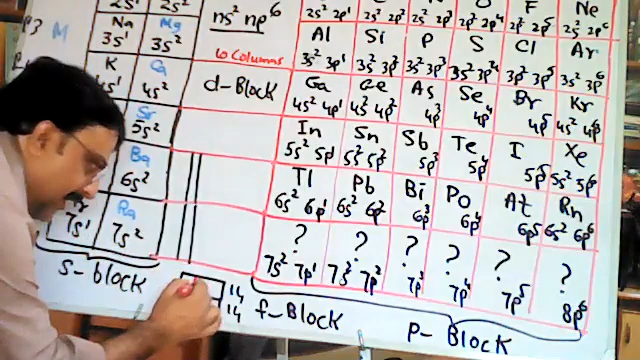 2s¹ 2s² ns² np⁶ 2s² 2p¹ 2s² 2p² 2s² 2p³ 2s² 2p⁴ F 2s² 2p⁵ Ne 2s² 2p⁶
P3 M Na Mg Al Si P S Cl Ar
3s¹ 3s² 10 Columns 3s² 3p¹ 3s² 3p² 3s² 3p³ 3s² 3p⁴ 3s² 3p⁵ 3s² 3p⁶
K Ca d-Block Ga Ge As Se Br Kr
4s¹ 4s² 4s² 4p¹ 4s² 4p² 4p³ 4p⁴ 4p⁵ 4s² 4p⁶
Sr In Sn Sb Te I Xe
5s² 5s² 5p¹ 5s² 5p² 5p³ 5p⁴ 5p⁵ 5s² 5p⁶
Ba Tl Pb Bi Po At Rn
6s² 6s² 6p¹ 6s² 6p² 6p³ 6p⁴ 6p⁵ 6s² 6p⁶
Ra ? ? ? ? ? ?
7s¹ 7s² 7s² 7p¹ 7s² 7p² 7p³ 7p⁴ 7p⁵ 8p⁶
s-block 14 f-Block p-Block
14